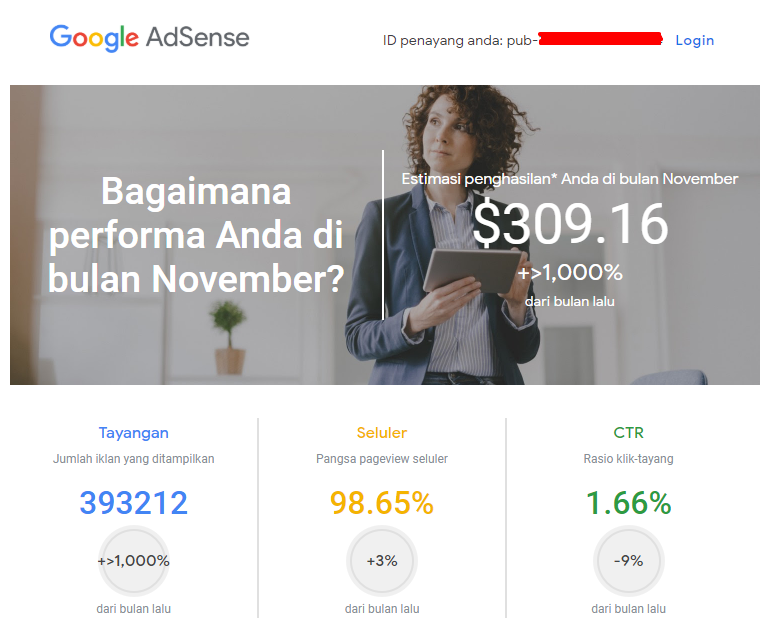 Google AdSense
ID penayang anda: pub- Login
Bagaimana
performa Anda di
bulan November?
Estimasi penghasilan* Anda di bulan November
$309.16
+>1,000%
dari bulan lalu
Tayangan
Jumlah iklan yang ditampilkan
393212
+>1,000%
dari bulan lalu
Seluler
Pangsa pageview seluler
98.65%
+3%
dari bulan lalu
CTR
Rasio klik-tayang
1.66%
-9%
dari bulan lalu